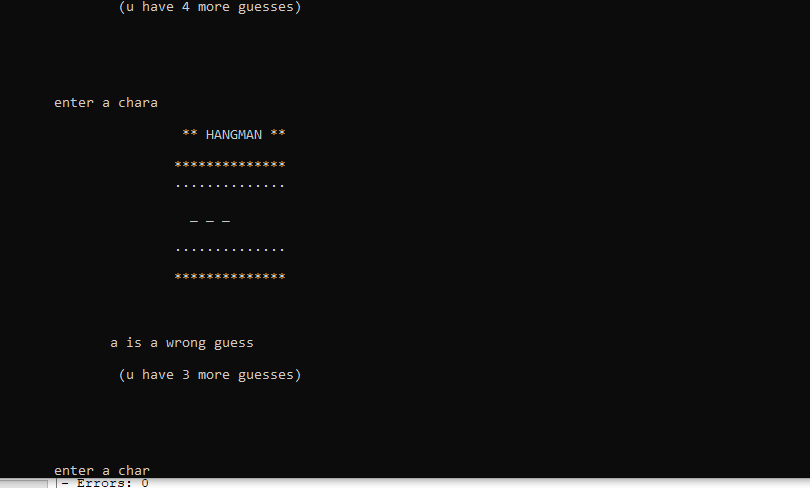 (u have 4 more guesses)
enter a chara
** HANGMAN **
**************
..............
_ _ _
..............
**************
a is a wrong guess
(u have 3 more guesses)
enter a char
- Errors: 0